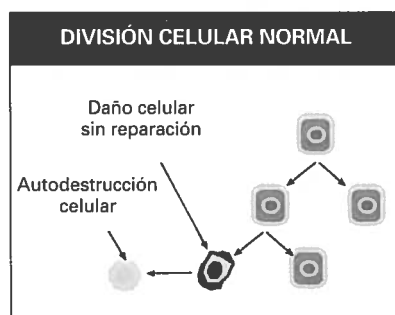 DIVISIÓN CELULAR NORMAL
Daño celular
sin reparación
Autodestrucción
celular